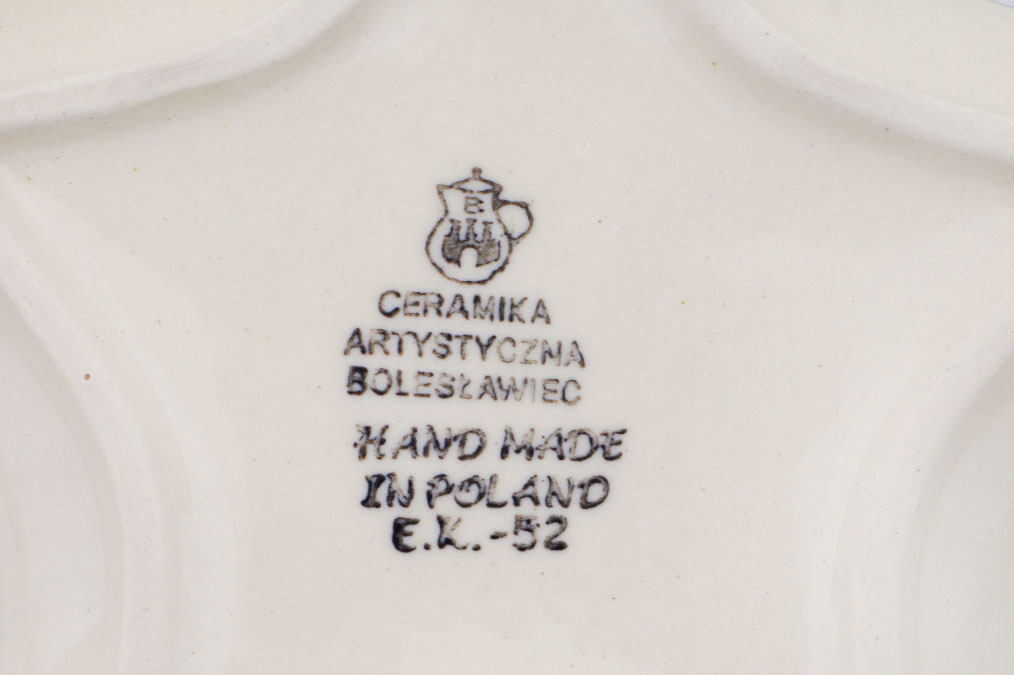 B
CERAMIKA
ARTYSTYCZNA
BOLESŁAWIEC
HAND MADE
IN POLAND
E.K.-52